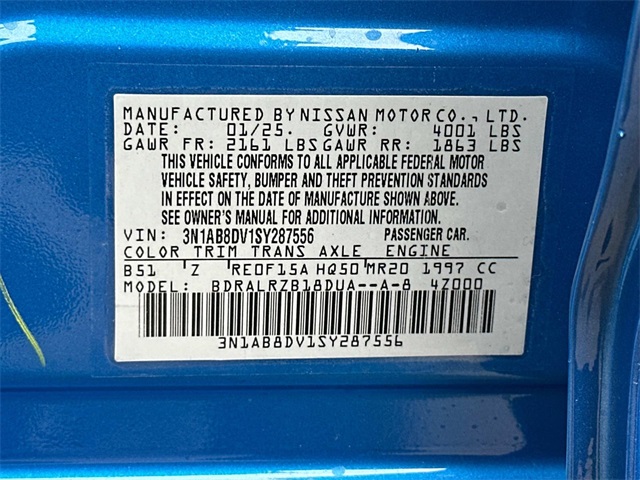 MANUFACTURED BY NISSAN MOTOR CO., LTD.
DATE: 01/25. GVWR: 4001 LBS
GAWR FR: 2161 LBS GAWR RR: 1863 LBS
THIS VEHICLE CONFORMS TO ALL APPLICABLE FEDERAL MOTOR
VEHICLE SAFETY, BUMPER AND THEFT PREVENTION STANDARDS
IN EFFECT ON THE DATE OF MANUFACTURE SHOWN ABOVE.
SEE OWNER'S MANUAL FOR ADDITIONAL INFORMATION.
VIN: 3N1AB8DV1SY287556 PASSENGER CAR.
COLOR TRIM TRANS AXLE ENGINE
B51 'Z RE0F15A HQ50 MR20 1997 CC
MODEL: BDRALRZB18DUA--A-8 4Z000
3N1AB8DV1SY287556